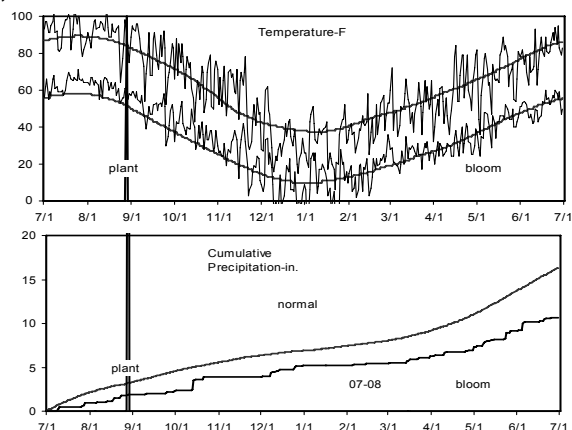 100
Temperature-F
80
60
40
20
plant
bloom
0
7/1 8/1 9/1 10/1 11/1 12/1 1/1 2/1 3/1 4/1 5/1 6/1 7/1
20
Cumulative
Precipitation-in.
15
normal
10
5
plant
07-08
bloom
0
7/1 8/1 9/1 10/1 11/1 12/1 1/1 2/1 3/1 4/1 5/1 6/1 7/1